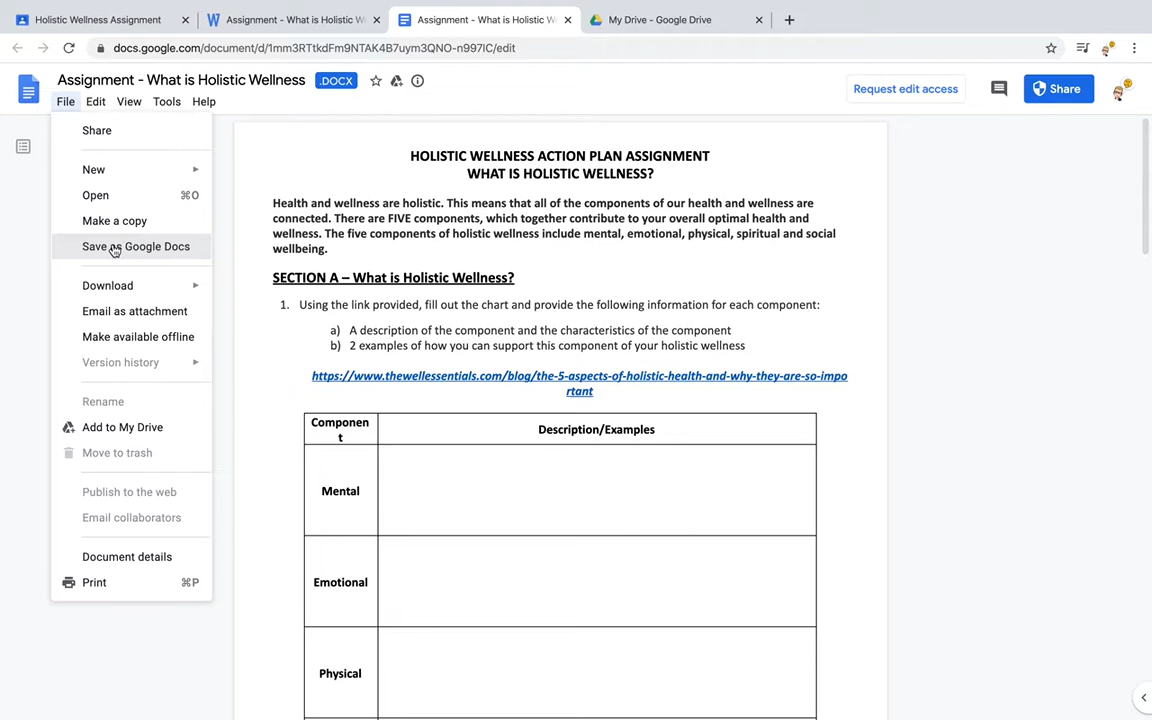 Holistic Wellness Assignment
Assignment - What is Holistic W
Assignment - What is Holistic W
My Drive - Google Drive
docs.google.com/document/d/1mm3RTtkdFm9NTAK4B7uym3QNO-n997IC/edit
Assignment - What is Holistic Wellness
.DOCX
File Edit View Tools Help
Request edit access
Share
Share
New
Open ⌘O
Make a copy
Save as Google Docs
Download
Email as attachment
Make available offline
Version history
Rename
Add to My Drive
Move to trash
Publish to the web
Email collaborators
Document details
Print ⌘P
HOLISTIC WELLNESS ACTION PLAN ASSIGNMENT
WHAT IS HOLISTIC WELLNESS?
Health and wellness are holistic. This means that all of the components of our health and wellness are
connected. There are FIVE components, which together contribute to your overall optimal health and
wellness. The five components of holistic wellness include mental, emotional, physical, spiritual and social
wellbeing.
SECTION A – What is Holistic Wellness?
1. Using the link provided, fill out the chart and provide the following information for each component:
a) A description of the component and the characteristics of the component
b) 2 examples of how you can support this component of your holistic wellness
https://www.thewellessentials.com/blog/the-5-aspects-of-holistic-health-and-why-they-are-so-impo
rtant
Componen
t
Description/Examples
Mental
Emotional
Physical